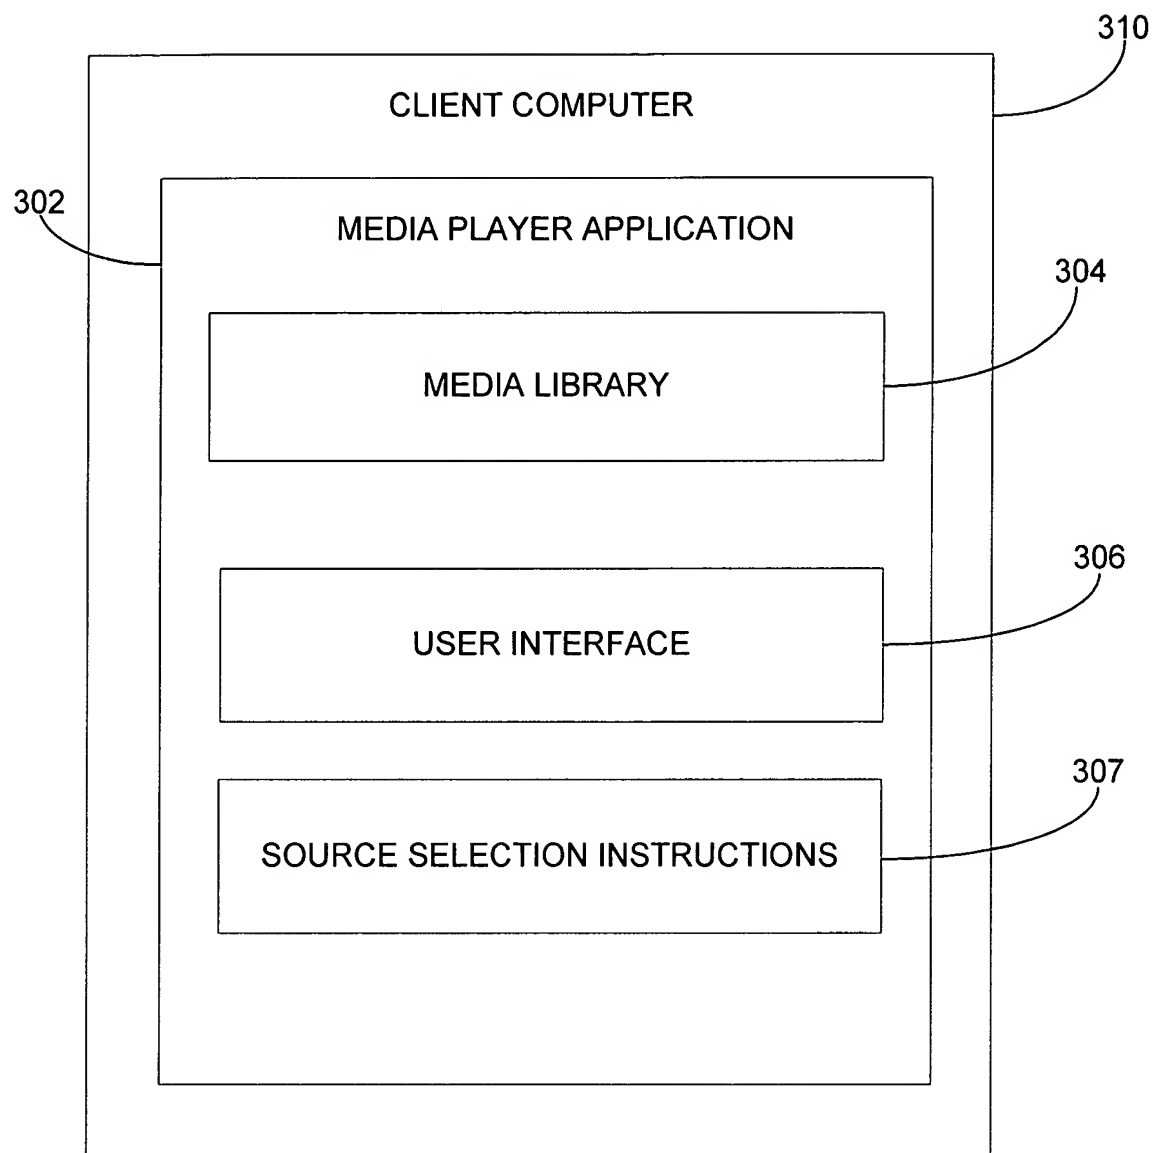 310
CLIENT COMPUTER
302
MEDIA PLAYER APPLICATION
304
MEDIA LIBRARY
306
USER INTERFACE
307
SOURCE SELECTION INSTRUCTIONS